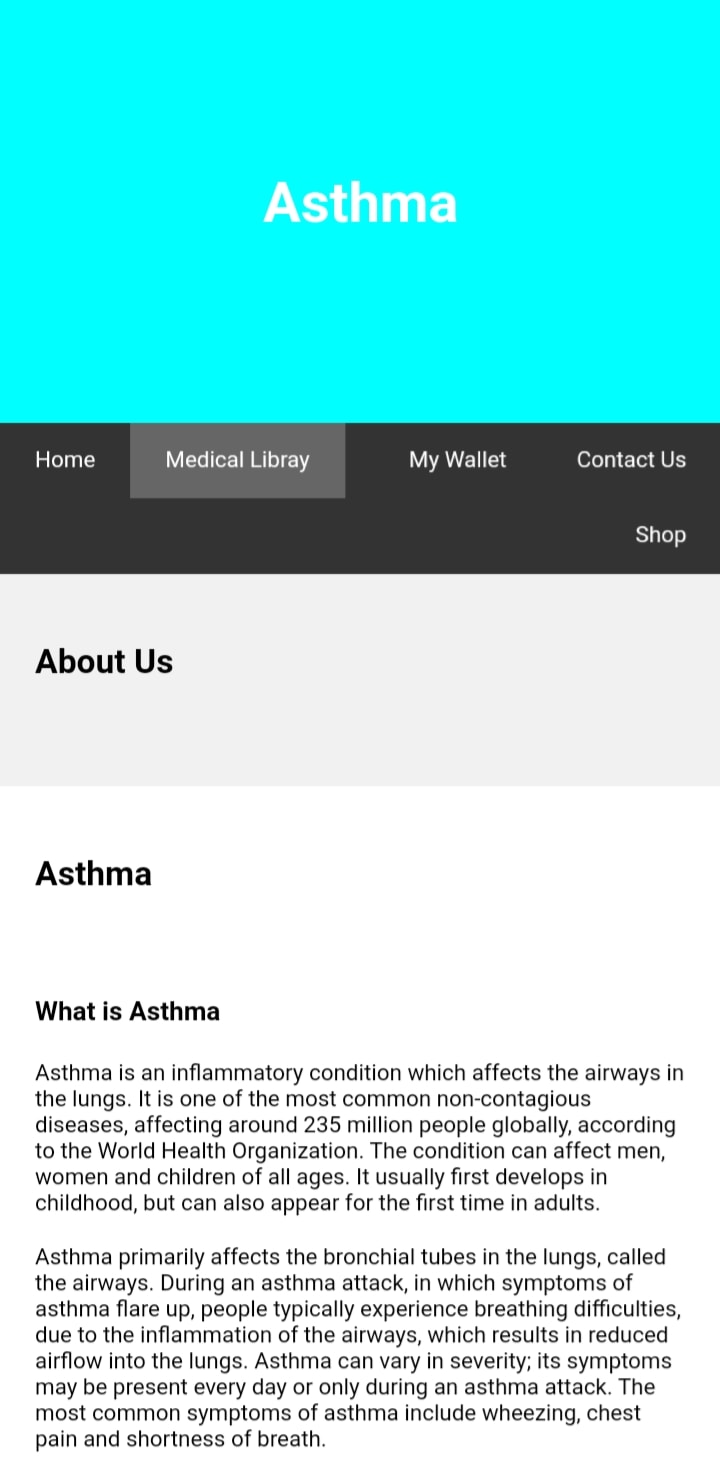 Asthma
Home Medical Libray My Wallet Contact Us
Shop
About Us
Asthma
What is Asthma
Asthma is an inflammatory condition which affects the airways in
the lungs. It is one of the most common non-contagious
diseases, affecting around 235 million people globally, according
to the World Health Organization. The condition can affect men,
women and children of all ages. It usually first develops in
childhood, but can also appear for the first time in adults.
Asthma primarily affects the bronchial tubes in the lungs, called
the airways. During an asthma attack, in which symptoms of
asthma flare up, people typically experience breathing difficulties,
due to the inflammation of the airways, which results in reduced
airflow into the lungs. Asthma can vary in severity; its symptoms
may be present every day or only during an asthma attack. The
most common symptoms of asthma include wheezing, chest
pain and shortness of breath.